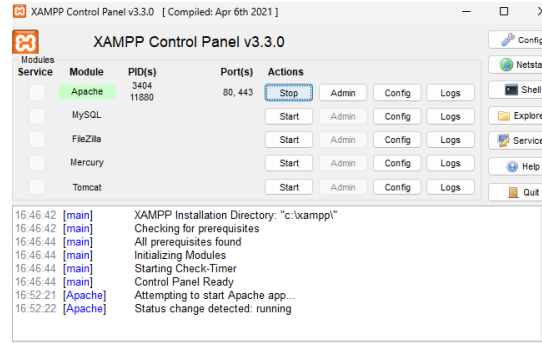 XAMPP Control Panel v3.3.0 [ Compiled: Apr 6th 2021 ]
XAMPP Control Panel v3.3.0
Config
Modules
Service Module PID(s) Port(s) Actions
Netsta
Apache 3404 11880 80, 443 Stop Admin Config Logs
Shell
MySQL Start Admin Config Logs
Explore
FileZilla Start Admin Config Logs
Service
Mercury Start Admin Config Logs
Help
Tomcat Start Admin Config Logs
Quit
16:46:42 [main] XAMPP Installation Directory: "c:\xampp\"
16:46:42 [main] Checking for prerequisites
16:46:44 [main] All prerequisites found
16:46:44 [main] Initializing Modules
16:46:44 [main] Starting Check-Timer
16:46:44 [main] Control Panel Ready
16:52:21 [Apache] Attempting to start Apache app...
16:52:22 [Apache] Status change detected: running